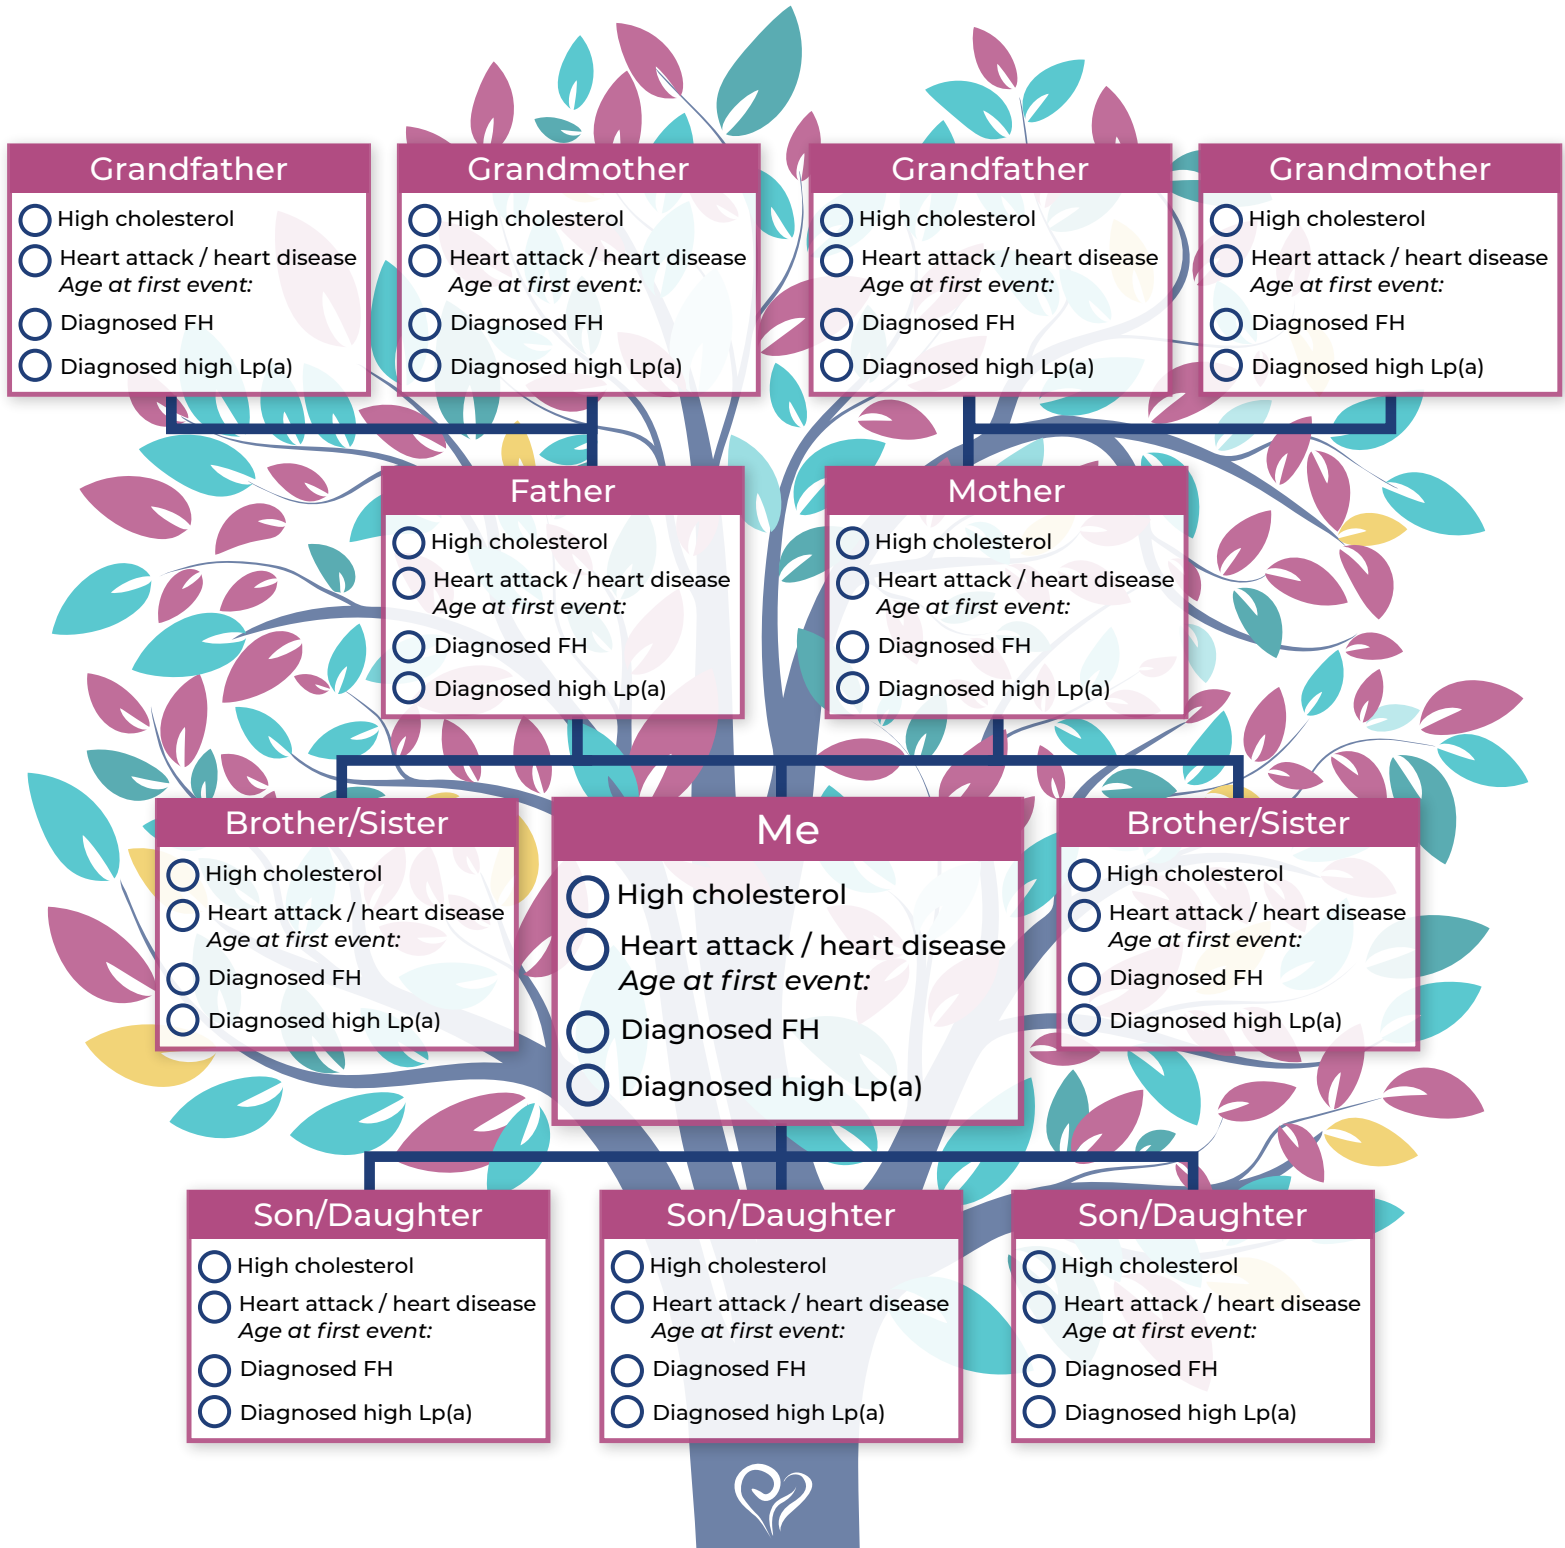 Grandfather
High cholesterol
Heart attack / heart disease
Age at first event:
Diagnosed FH
Diagnosed high Lp(a)
Grandmother
High cholesterol
Heart attack / heart disease
Age at first event:
Diagnosed FH
Diagnosed high Lp(a)
Grandfather
High cholesterol
Heart attack / heart disease
Age at first event:
Diagnosed FH
Diagnosed high Lp(a)
Grandmother
High cholesterol
Heart attack / heart disease
Age at first event:
Diagnosed FH
Diagnosed high Lp(a)
Father
High cholesterol
Heart attack / heart disease
Age at first event:
Diagnosed FH
Diagnosed high Lp(a)
Mother
High cholesterol
Heart attack / heart disease
Age at first event:
Diagnosed FH
Diagnosed high Lp(a)
Brother/Sister
High cholesterol
Heart attack / heart disease
Age at first event:
Diagnosed FH
Diagnosed high Lp(a)
Me
High cholesterol
Heart attack / heart disease
Age at first event:
Diagnosed FH
Diagnosed high Lp(a)
Brother/Sister
High cholesterol
Heart attack / heart disease
Age at first event:
Diagnosed FH
Diagnosed high Lp(a)
Son/Daughter
High cholesterol
Heart attack / heart disease
Age at first event:
Diagnosed FH
Diagnosed high Lp(a)
Son/Daughter
High cholesterol
Heart attack / heart disease
Age at first event:
Diagnosed FH
Diagnosed high Lp(a)
Son/Daughter
High cholesterol
Heart attack / heart disease
Age at first event:
Diagnosed FH
Diagnosed high Lp(a)